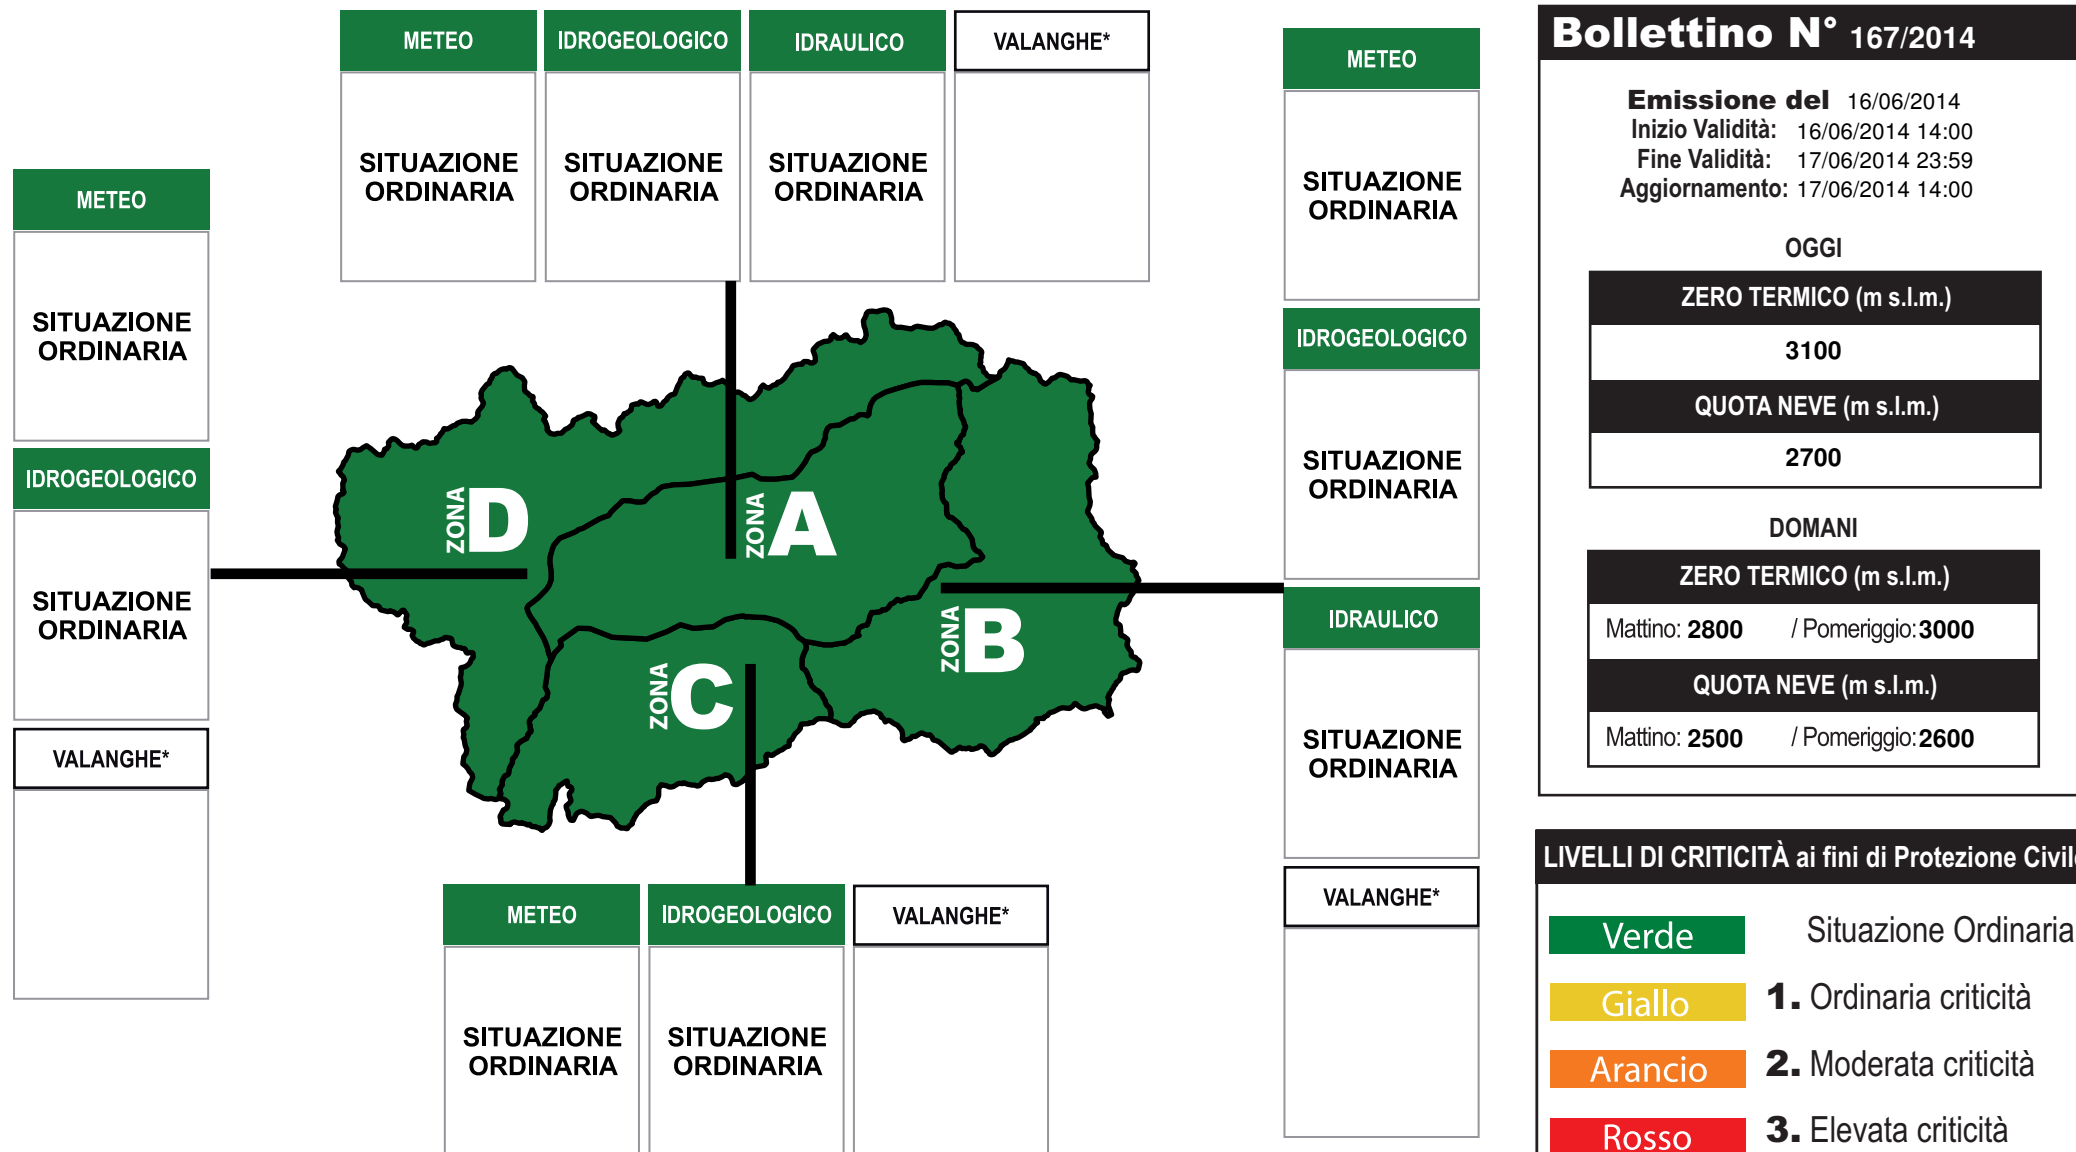 METEO
IDROGEOLOGICO
IDRAULICO
VALANGHE*
SITUAZIONE
ORDINARIA
SITUAZIONE
ORDINARIA
SITUAZIONE
ORDINARIA
METEO
SITUAZIONE
ORDINARIA
IDROGEOLOGICO
SITUAZIONE
ORDINARIA
VALANGHE*
METEO
SITUAZIONE
ORDINARIA
IDROGEOLOGICO
SITUAZIONE
ORDINARIA
IDRAULICO
SITUAZIONE
ORDINARIA
VALANGHE*
ZONA D
ZONA A
ZONA B
ZONA C
METEO
IDROGEOLOGICO
VALANGHE*
SITUAZIONE
ORDINARIA
SITUAZIONE
ORDINARIA
Bollettino N° 167/2014
Emissione del 16/06/2014
Inizio Validità: 16/06/2014 14:00
Fine Validità: 17/06/2014 23:59
Aggiornamento: 17/06/2014 14:00
OGGI
ZERO TERMICO (m s.l.m.)
3100
QUOTA NEVE (m s.l.m.)
2700
DOMANI
ZERO TERMICO (m s.l.m.)
Mattino: 2800 / Pomeriggio: 3000
QUOTA NEVE (m s.l.m.)
Mattino: 2500 / Pomeriggio: 2600
LIVELLI DI CRITICITÀ ai fini di Protezione Civile
Verde Situazione Ordinaria
Giallo 1. Ordinaria criticità
Arancio 2. Moderata criticità
Rosso 3. Elevata criticità